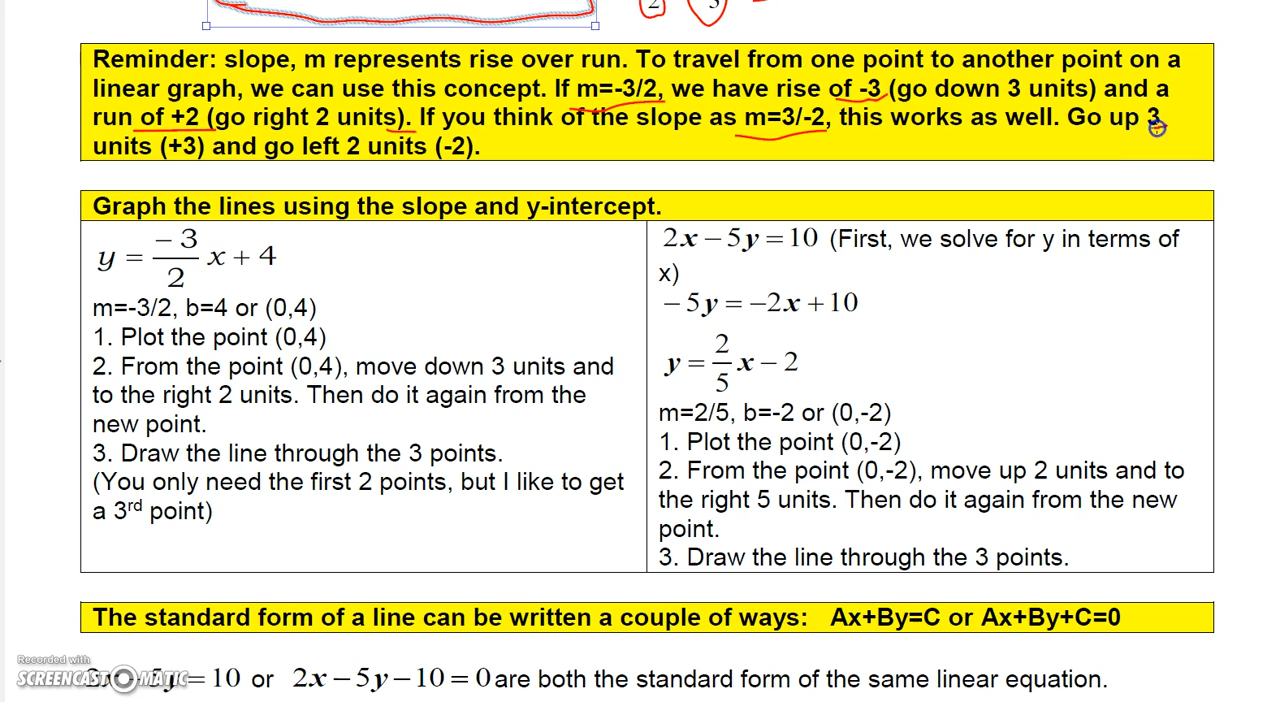 2 3
Reminder: slope, m represents rise over run. To travel from one point to another point on a
linear graph, we can use this concept. If m=-3/2, we have rise of -3 (go down 3 units) and a
run of +2 (go right 2 units). If you think of the slope as m=3/-2, this works as well. Go up 3
units (+3) and go left 2 units (-2).
Graph the lines using the slope and y-intercept.
y = -3/2 x + 4
m=-3/2, b=4 or (0,4)
1. Plot the point (0,4)
2. From the point (0,4), move down 3 units and
to the right 2 units. Then do it again from the
new point.
3. Draw the line through the 3 points.
(You only need the first 2 points, but I like to get
a 3rd point)
2x – 5y = 10 (First, we solve for y in terms of
x)
– 5y = –2x + 10
y = 2/5 x – 2
m=2/5, b=-2 or (0,-2)
1. Plot the point (0,-2)
2. From the point (0,-2), move up 2 units and to
the right 5 units. Then do it again from the new
point.
3. Draw the line through the 3 points.
The standard form of a line can be written a couple of ways: Ax+By=C or Ax+By+C=0
Recorded with
SCREENCAST-O-MATIC
2x – 5y = 10 or 2x – 5y – 10 = 0 are both the standard form of the same linear equation.